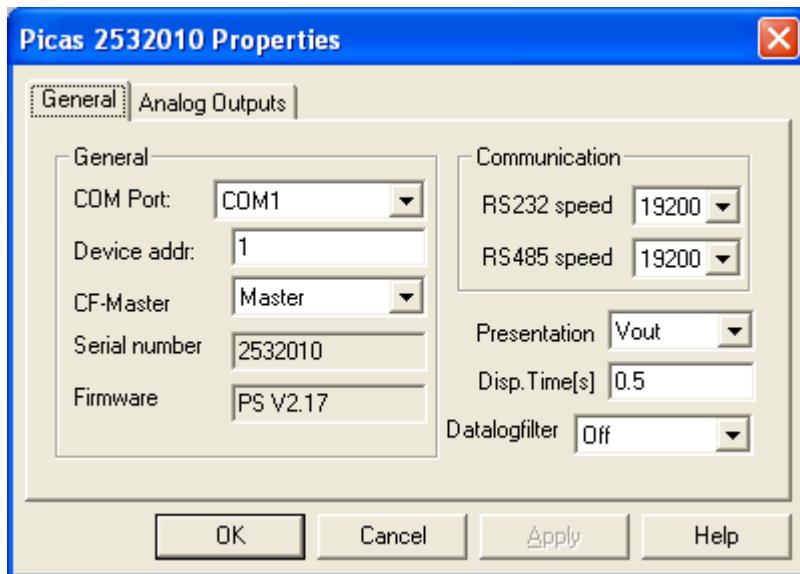 Picas 2532010 Properties
General
Analog Outputs
General
COM Port: COM1
Device addr: 1
CF-Master Master
Serial number 2532010
Firmware PS V2.17
Communication
RS232 speed 19200
RS485 speed 19200
Presentation Vout
Disp.Time[s] 0.5
Datalogfilter Off
OK
Cancel
Apply
Help